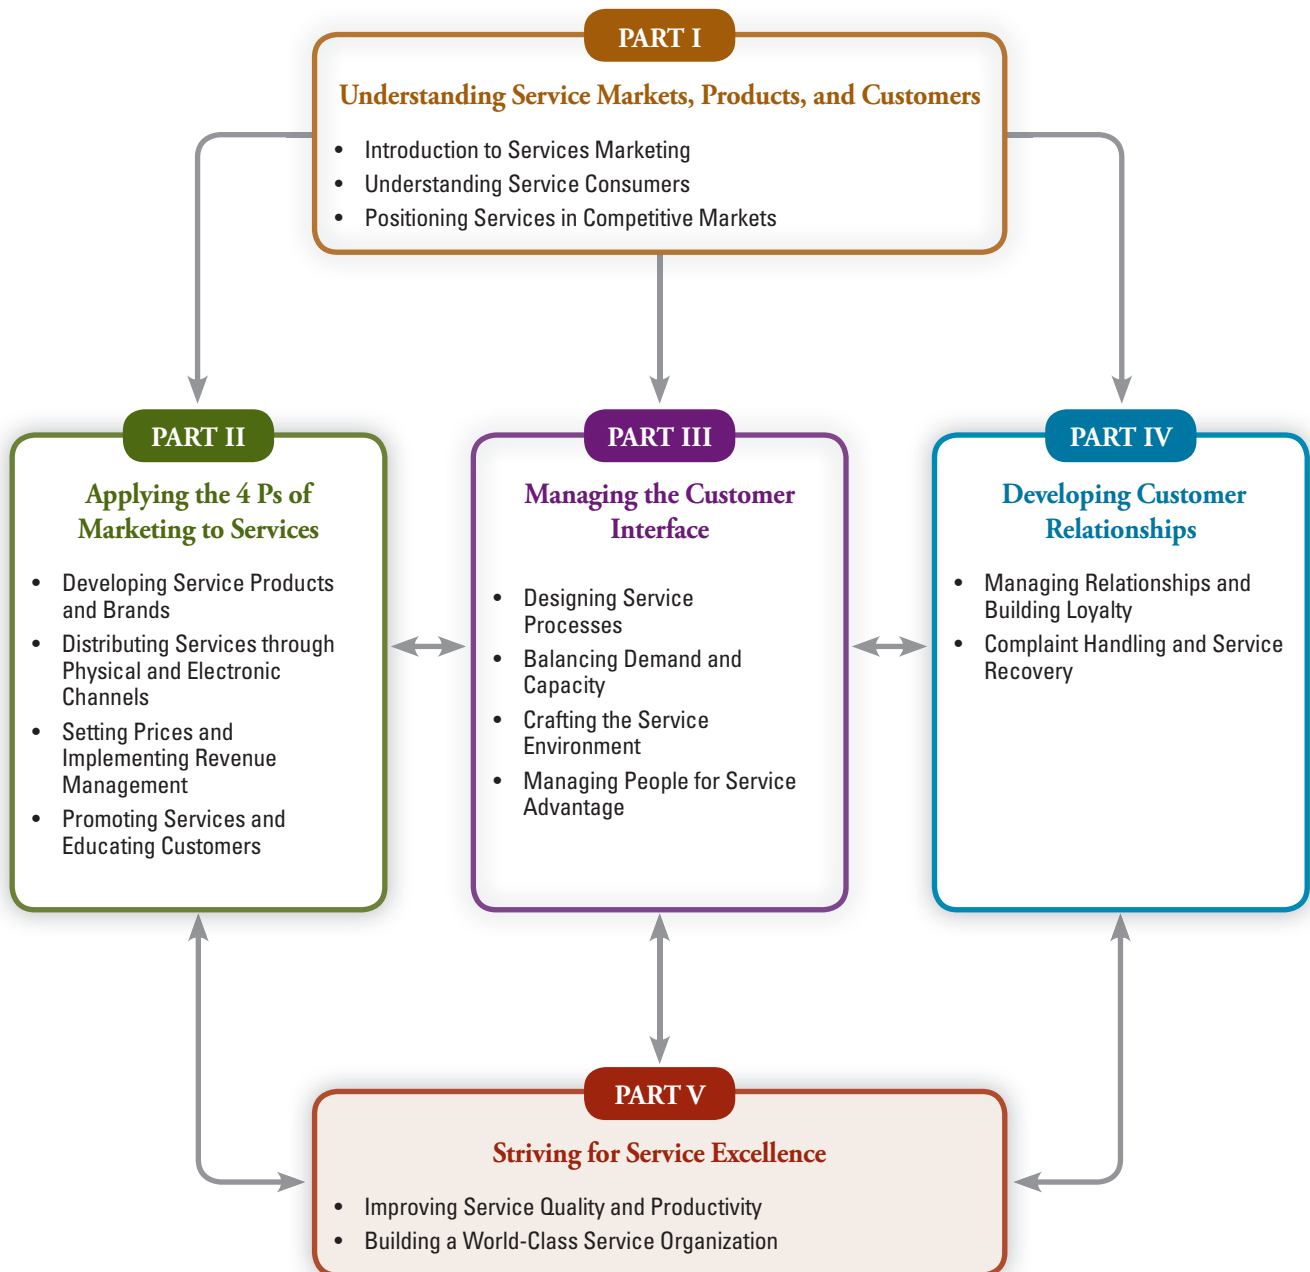 PART I
Understanding Service Markets, Products, and Customers
• Introduction to Services Marketing
• Understanding Service Consumers
• Positioning Services in Competitive Markets
PART II
Applying the 4 Ps of
Marketing to Services
• Developing Service Products
and Brands
• Distributing Services through
Physical and Electronic
Channels
• Setting Prices and
Implementing Revenue
Management
• Promoting Services and
Educating Customers
PART III
Managing the Customer
Interface
• Designing Service
Processes
• Balancing Demand and
Capacity
• Crafting the Service
Environment
• Managing People for Service
Advantage
PART IV
Developing Customer
Relationships
• Managing Relationships and
Building Loyalty
• Complaint Handling and Service
Recovery
PART V
Striving for Service Excellence
• Improving Service Quality and Productivity
• Building a World-Class Service Organization